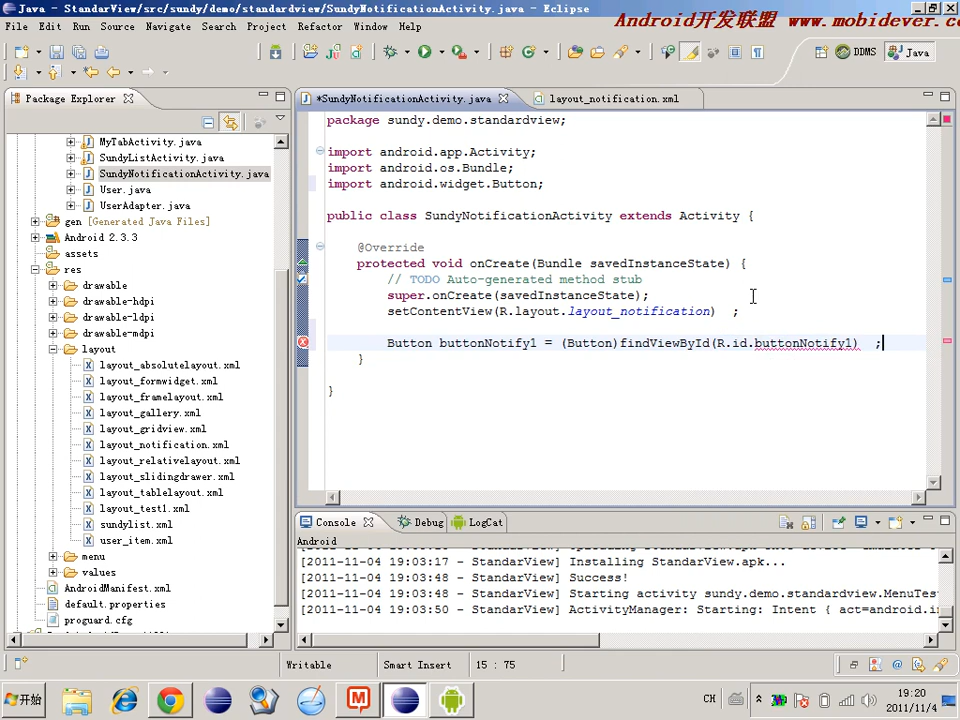 Java - StandarView/src/sundy/demo/standardview/SundyNotificationActivity.java - Eclipse
Android开发联盟 www.mobidever.com
File Edit Run Source Navigate Search Project Refactor Window Help
DDMS Java
Package Explorer
*SundyNotificationActivity.java layout_notification.xml
MyTabActivity.java
SundyListActivity.java
SundyNotificationActivity.java
User.java
UserAdapter.java
gen [Generated Java Files]
Android 2.3.3
assets
res
drawable
drawable-hdpi
drawable-ldpi
drawable-mdpi
layout
layout_absolutelayout.xml
layout_formwidget.xml
layout_framelayout.xml
layout_gallery.xml
layout_gridview.xml
layout_notification.xml
layout_relativelayout.xml
layout_slidingdrawer.xml
layout_tablelayout.xml
layout_test1.xml
sundylist.xml
user_item.xml
menu
values
AndroidManifest.xml
default.properties
proguard.cfg
package sundy.demo.standardview;
import android.app.Activity;
import android.os.Bundle;
import android.widget.Button;
public class SundyNotificationActivity extends Activity {
@Override
protected void onCreate(Bundle savedInstanceState) {
// TODO Auto-generated method stub
super.onCreate(savedInstanceState);
setContentView(R.layout.layout_notification) ;
Button buttonNotify1 = (Button)findViewById(R.id.buttonNotify1) ;
}
}
Console Debug LogCat
Android
[2011-11-04 19:03:17 - StandarView] Installing StandarView.apk...
[2011-11-04 19:03:48 - StandarView] Success!
[2011-11-04 19:03:48 - StandarView] Starting activity sundy.demo.standardview.MenuTest
[2011-11-04 19:03:50 - StandarView] ActivityManager: Starting: Intent { act=android.in
Writable Smart Insert 15 : 75
开始
CH
19:20
2011/11/4